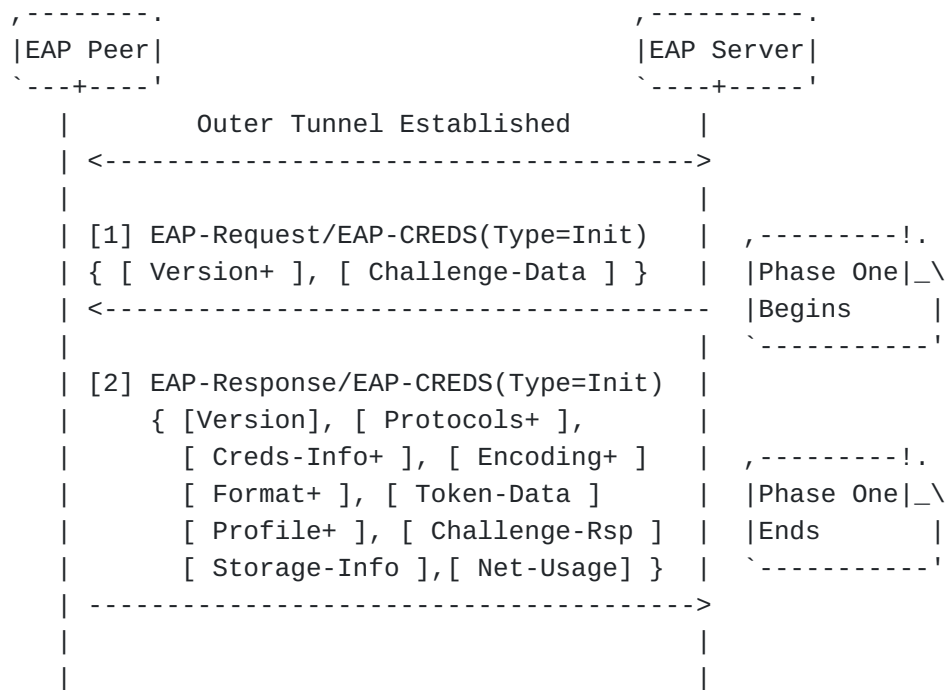 ,--------.                              ,----------.
|EAP Peer|                              |EAP Server|
`---+----'                              `----+-----'
   |        Outer Tunnel Established        |
   | <-------------------------------------->
   |                                        |
   | [1] EAP-Request/EAP-CREDS(Type=Init)   |  ,---------!.
   | { [ Version+ ], [ Challenge-Data ] }   |  |Phase One|_\
   | <---------------------------------------  |Begins     |
   |                                        |  `-----------'
   | [2] EAP-Response/EAP-CREDS(Type=Init)  |
   |     { [Version], [ Protocols+ ],       |
   |       [ Creds-Info+ ], [ Encoding+ ]   |  ,---------!.
   |       [ Format+ ], [ Token-Data ]      |  |Phase One|_\
   |       [ Profile+ ], [ Challenge-Rsp ]  |  |Ends       |
   |       [ Storage-Info ],[ Net-Usage] }  |  `-----------'
   | --------------------------------------->
   |                                        |
   |                                        |